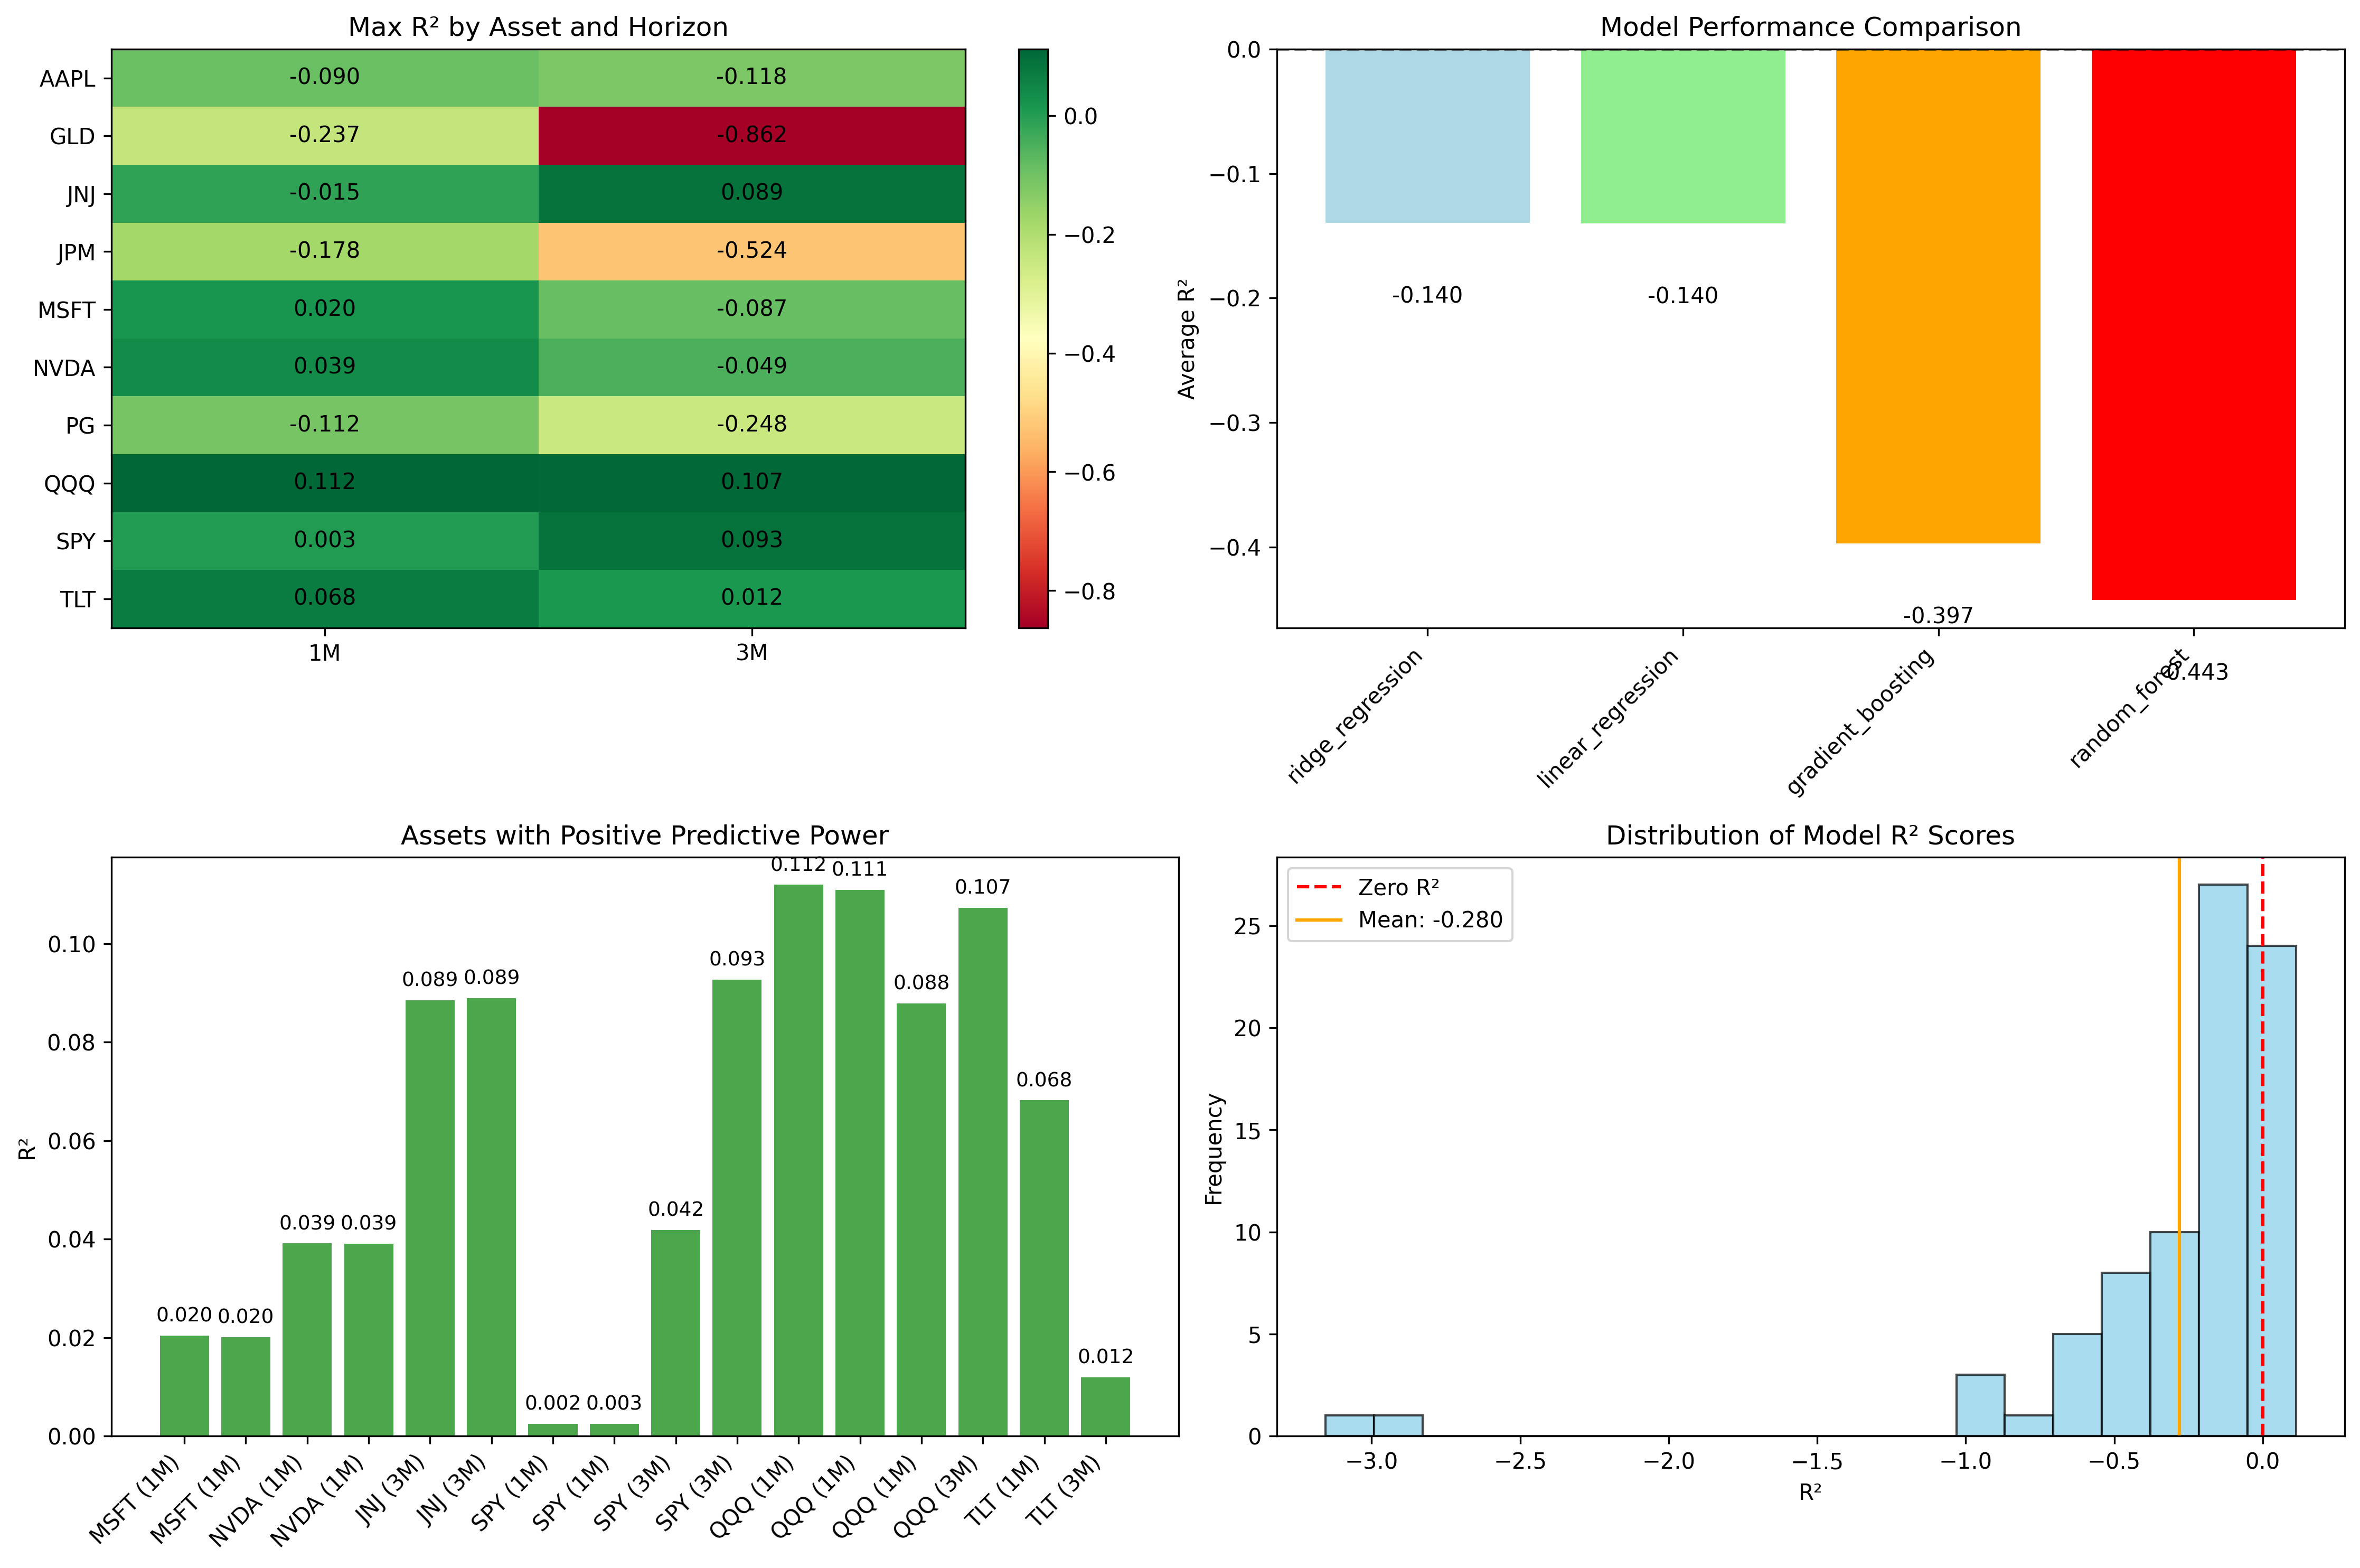 Max R² by Asset and Horizon
AAPL -0.090 -0.118
GLD -0.237 -0.862
JNJ -0.015 0.089
JPM -0.178 -0.524
MSFT 0.020 -0.087
NVDA 0.039 -0.049
PG -0.112 -0.248
QQQ 0.112 0.107
SPY 0.003 0.093
TLT 0.068 0.012
1M 3M
0.0
−0.2
−0.4
−0.6
−0.8
Model Performance Comparison
Average R²
0.0
−0.1
−0.2
−0.3
−0.4
-0.140 -0.140 -0.397 -0.443
ridge_regression linear_regression gradient_boosting random_forest
Assets with Positive Predictive Power
R²
0.10
0.08
0.06
0.04
0.02
0.00
0.020 0.020 0.039 0.039 0.089 0.089 0.002 0.003 0.042 0.093 0.112 0.111 0.088 0.107 0.068 0.012
MSFT (1M) MSFT (1M) NVDA (1M) NVDA (1M) JNJ (3M) JNJ (3M) SPY (1M) SPY (1M) SPY (3M) SPY (3M) QQQ (1M) QQQ (1M) QQQ (1M) QQQ (3M) TLT (1M) TLT (3M)
Distribution of Model R² Scores
Zero R²
Mean: -0.280
Frequency
25
20
15
10
5
0
−3.0 −2.5 −2.0 −1.5 −1.0 −0.5 0.0
R²